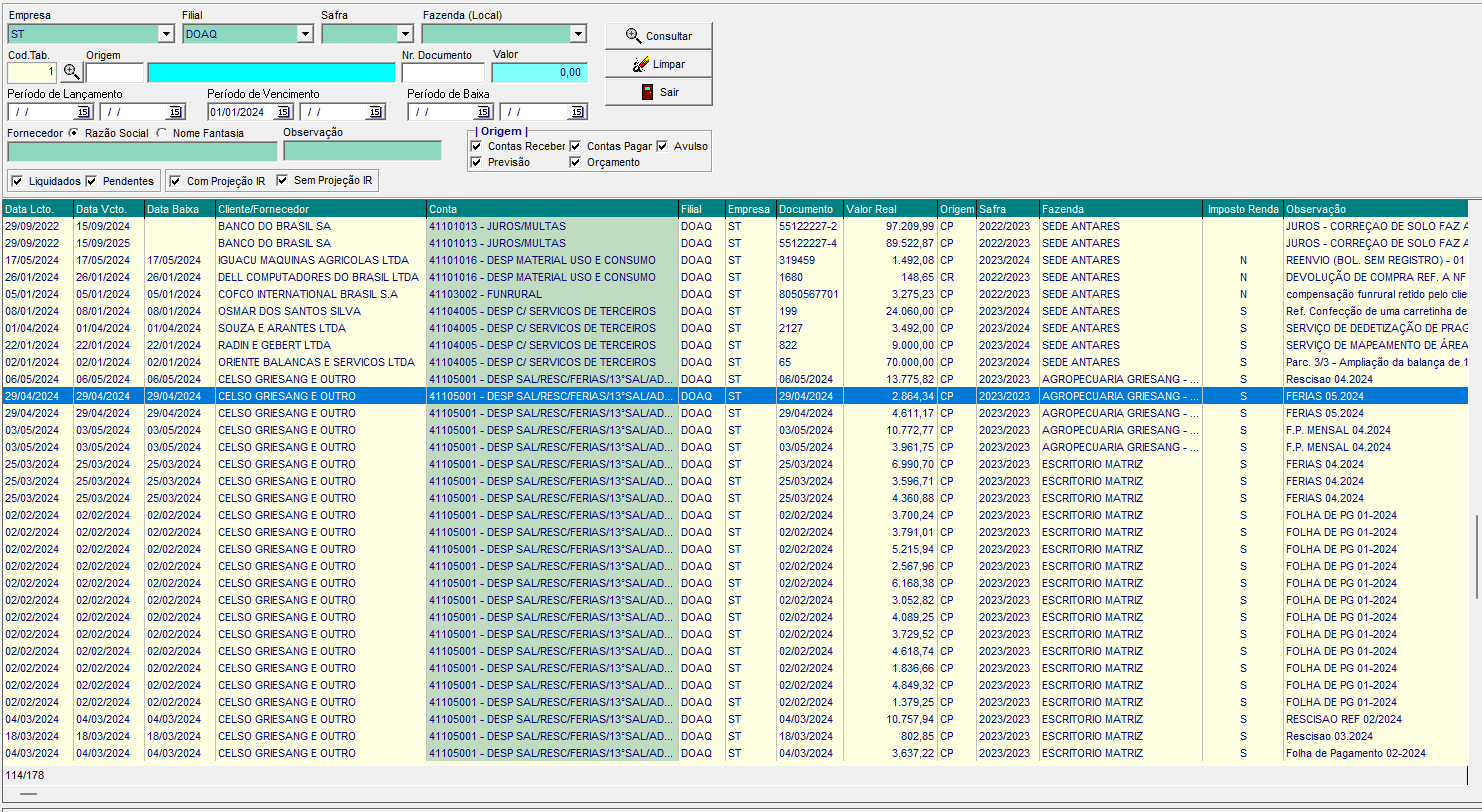 Empresa Filial Safra Fazenda (Local)
ST DOAQ
Consultar
Cod.Tab. Origem Nr. Documento Valor
1 0,00
Limpar
Período de Lançamento Período de Vencimento Período de Baixa
Sair
/ / 15 / / 15 01/01/2024 15 / / 15 / / 15 / / 15
Fornecedor Razão Social Nome Fantasia Observação
| Origem |
Contas Receber Contas Pagar Avulso
Previsão Orçamento
Liquidados Pendentes Com Projeção IR Sem Projeção IR
Data Lcto. Data Vcto. Data Baixa Cliente/Fornecedor Conta Filial Empresa Documento Valor Real Origem Safra Fazenda Imposto Renda Observação
29/09/2022 15/09/2024 BANCO DO BRASIL SA 41101013 - JUROS/MULTAS DOAQ ST 55122227-2 97.209,99 CP 2022/2023 SEDE ANTARES JUROS - CORREÇAO DE SOLO FAZ A
29/09/2022 15/09/2025 BANCO DO BRASIL SA 41101013 - JUROS/MULTAS DOAQ ST 55122227-4 89.522,87 CP 2022/2023 SEDE ANTARES JUROS - CORREÇAO DE SOLO FAZ A
17/05/2024 17/05/2024 17/05/2024 IGUACU MAQUINAS AGRICOLAS LTDA 41101016 - DESP MATERIAL USO E CONSUMO DOAQ ST 319459 1.492,08 CP 2023/2024 SEDE ANTARES N REENVIO (BOL. SEM REGISTRO) - 01
26/01/2024 26/01/2024 26/01/2024 DELL COMPUTADORES DO BRASIL LTDA 41101016 - DESP MATERIAL USO E CONSUMO DOAQ ST 1680 148,65 CR 2022/2023 SEDE ANTARES N DEVOLUÇÃO DE COMPRA REF. A NF
05/01/2024 05/01/2024 05/01/2024 COFCO INTERNATIONAL BRASIL S.A 41103002 - FUNRURAL DOAQ ST 8050567701 3.275,23 CP 2022/2023 SEDE ANTARES N compensação funrural retido pelo clie
08/01/2024 08/01/2024 08/01/2024 OSMAR DOS SANTOS SILVA 41104005 - DESP C/ SERVICOS DE TERCEIROS DOAQ ST 199 24.060,00 CP 2023/2024 SEDE ANTARES S Ref. Confecção de uma carretinha de
01/04/2024 01/04/2024 01/04/2024 SOUZA E ARANTES LTDA 41104005 - DESP C/ SERVICOS DE TERCEIROS DOAQ ST 2127 3.492,00 CP 2023/2024 SEDE ANTARES S SERVIÇO DE DEDETIZAÇÃO DE PRAG
22/01/2024 22/01/2024 22/01/2024 RADIN E GEBERT LTDA 41104005 - DESP C/ SERVICOS DE TERCEIROS DOAQ ST 822 9.000,00 CP 2023/2024 SEDE ANTARES S SERVIÇO DE MAPEAMENTO DE ÁREA
02/01/2024 02/01/2024 02/01/2024 ORIENTE BALANCAS E SERVICOS LTDA 41104005 - DESP C/ SERVICOS DE TERCEIROS DOAQ ST 65 70.000,00 CP 2023/2024 SEDE ANTARES S Parc. 3/3 - Ampliação da balança de 1
06/05/2024 06/05/2024 06/05/2024 CELSO GRIESANG E OUTRO 41105001 - DESP SAL/RESC/FERIAS/13°SAL/AD... DOAQ ST 06/05/2024 13.775,82 CP 2023/2023 AGROPECUARIA GRIESANG - ... S Rescisao 04.2024
29/04/2024 29/04/2024 29/04/2024 CELSO GRIESANG E OUTRO 41105001 - DESP SAL/RESC/FERIAS/13°SAL/AD... DOAQ ST 29/04/2024 2.864,34 CP 2023/2023 AGROPECUARIA GRIESANG - ... S FERIAS 05.2024
29/04/2024 29/04/2024 29/04/2024 CELSO GRIESANG E OUTRO 41105001 - DESP SAL/RESC/FERIAS/13°SAL/AD... DOAQ ST 29/04/2024 4.611,17 CP 2023/2023 AGROPECUARIA GRIESANG - ... S FERIAS 05.2024
03/05/2024 03/05/2024 03/05/2024 CELSO GRIESANG E OUTRO 41105001 - DESP SAL/RESC/FERIAS/13°SAL/AD... DOAQ ST 03/05/2024 10.772,77 CP 2023/2023 AGROPECUARIA GRIESANG - ... S F.P. MENSAL 04.2024
03/05/2024 03/05/2024 03/05/2024 CELSO GRIESANG E OUTRO 41105001 - DESP SAL/RESC/FERIAS/13°SAL/AD... DOAQ ST 03/05/2024 3.961,75 CP 2023/2023 AGROPECUARIA GRIESANG - ... S F.P. MENSAL 04.2024
25/03/2024 25/03/2024 25/03/2024 CELSO GRIESANG E OUTRO 41105001 - DESP SAL/RESC/FERIAS/13°SAL/AD... DOAQ ST 25/03/2024 6.990,70 CP 2023/2023 ESCRITORIO MATRIZ S FERIAS 04.2024
25/03/2024 25/03/2024 25/03/2024 CELSO GRIESANG E OUTRO 41105001 - DESP SAL/RESC/FERIAS/13°SAL/AD... DOAQ ST 25/03/2024 3.596,71 CP 2023/2023 ESCRITORIO MATRIZ S FERIAS 04.2024
25/03/2024 25/03/2024 25/03/2024 CELSO GRIESANG E OUTRO 41105001 - DESP SAL/RESC/FERIAS/13°SAL/AD... DOAQ ST 25/03/2024 4.360,88 CP 2023/2023 ESCRITORIO MATRIZ S FERIAS 04.2024
02/02/2024 02/02/2024 02/02/2024 CELSO GRIESANG E OUTRO 41105001 - DESP SAL/RESC/FERIAS/13°SAL/AD... DOAQ ST 02/02/2024 3.700,24 CP 2023/2023 ESCRITORIO MATRIZ S FOLHA DE PG 01-2024
02/02/2024 02/02/2024 02/02/2024 CELSO GRIESANG E OUTRO 41105001 - DESP SAL/RESC/FERIAS/13°SAL/AD... DOAQ ST 02/02/2024 3.791,01 CP 2023/2023 ESCRITORIO MATRIZ S FOLHA DE PG 01-2024
02/02/2024 02/02/2024 02/02/2024 CELSO GRIESANG E OUTRO 41105001 - DESP SAL/RESC/FERIAS/13°SAL/AD... DOAQ ST 02/02/2024 5.215,94 CP 2023/2023 ESCRITORIO MATRIZ S FOLHA DE PG 01-2024
02/02/2024 02/02/2024 02/02/2024 CELSO GRIESANG E OUTRO 41105001 - DESP SAL/RESC/FERIAS/13°SAL/AD... DOAQ ST 02/02/2024 2.567,96 CP 2023/2023 ESCRITORIO MATRIZ S FOLHA DE PG 01-2024
02/02/2024 02/02/2024 02/02/2024 CELSO GRIESANG E OUTRO 41105001 - DESP SAL/RESC/FERIAS/13°SAL/AD... DOAQ ST 02/02/2024 6.168,38 CP 2023/2023 ESCRITORIO MATRIZ S FOLHA DE PG 01-2024
02/02/2024 02/02/2024 02/02/2024 CELSO GRIESANG E OUTRO 41105001 - DESP SAL/RESC/FERIAS/13°SAL/AD... DOAQ ST 02/02/2024 3.052,82 CP 2023/2023 ESCRITORIO MATRIZ S FOLHA DE PG 01-2024
02/02/2024 02/02/2024 02/02/2024 CELSO GRIESANG E OUTRO 41105001 - DESP SAL/RESC/FERIAS/13°SAL/AD... DOAQ ST 02/02/2024 4.089,25 CP 2023/2023 ESCRITORIO MATRIZ S FOLHA DE PG 01-2024
02/02/2024 02/02/2024 02/02/2024 CELSO GRIESANG E OUTRO 41105001 - DESP SAL/RESC/FERIAS/13°SAL/AD... DOAQ ST 02/02/2024 3.729,52 CP 2023/2023 ESCRITORIO MATRIZ S FOLHA DE PG 01-2024
02/02/2024 02/02/2024 02/02/2024 CELSO GRIESANG E OUTRO 41105001 - DESP SAL/RESC/FERIAS/13°SAL/AD... DOAQ ST 02/02/2024 4.618,74 CP 2023/2023 ESCRITORIO MATRIZ S FOLHA DE PG 01-2024
02/02/2024 02/02/2024 02/02/2024 CELSO GRIESANG E OUTRO 41105001 - DESP SAL/RESC/FERIAS/13°SAL/AD... DOAQ ST 02/02/2024 1.836,66 CP 2023/2023 ESCRITORIO MATRIZ S FOLHA DE PG 01-2024
02/02/2024 02/02/2024 02/02/2024 CELSO GRIESANG E OUTRO 41105001 - DESP SAL/RESC/FERIAS/13°SAL/AD... DOAQ ST 02/02/2024 4.849,32 CP 2023/2023 ESCRITORIO MATRIZ S FOLHA DE PG 01-2024
02/02/2024 02/02/2024 02/02/2024 CELSO GRIESANG E OUTRO 41105001 - DESP SAL/RESC/FERIAS/13°SAL/AD... DOAQ ST 02/02/2024 1.379,25 CP 2023/2023 ESCRITORIO MATRIZ S FOLHA DE PG 01-2024
04/03/2024 04/03/2024 04/03/2024 CELSO GRIESANG E OUTRO 41105001 - DESP SAL/RESC/FERIAS/13°SAL/AD... DOAQ ST 04/03/2024 10.757,94 CP 2023/2023 ESCRITORIO MATRIZ S RESCISAO REF 02/2024
18/03/2024 18/03/2024 18/03/2024 CELSO GRIESANG E OUTRO 41105001 - DESP SAL/RESC/FERIAS/13°SAL/AD... DOAQ ST 18/03/2024 802,85 CP 2023/2023 ESCRITORIO MATRIZ S Rescisao 03.2024
04/03/2024 04/03/2024 04/03/2024 CELSO GRIESANG E OUTRO 41105001 - DESP SAL/RESC/FERIAS/13°SAL/AD... DOAQ ST 04/03/2024 3.637,22 CP 2023/2023 ESCRITORIO MATRIZ S Folha de Pagamento 02-2024
114/178